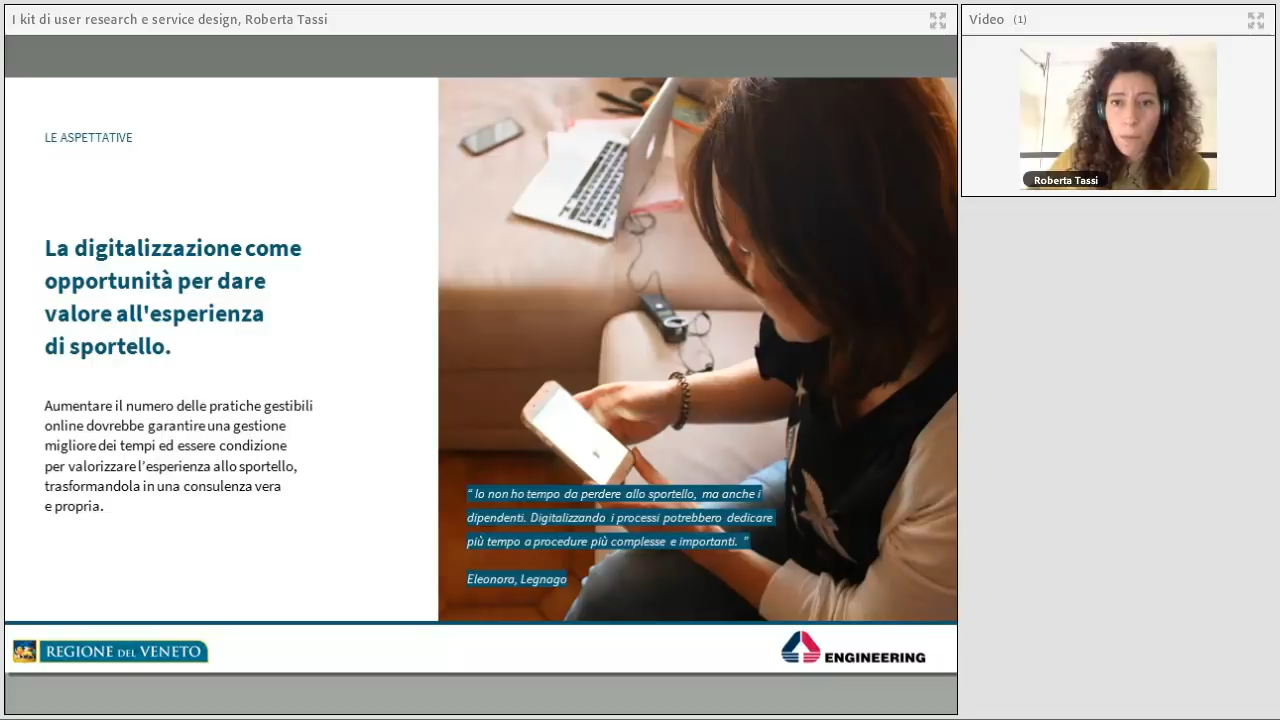 I kit di user research e service design, Roberta Tassi
Video (1)
Roberta Tassi
LE ASPETTATIVE
La digitalizzazione come
opportunità per dare
valore all'esperienza
di sportello.
Aumentare il numero delle pratiche gestibili
online dovrebbe garantire una gestione
migliore dei tempi ed essere condizione
per valorizzare l'esperienza allo sportello,
trasformandola in una consulenza vera
e propria.
“ Io non ho tempo da perdere allo sportello, ma anche i
dipendenti. Digitalizzando i processi potrebbero dedicare
più tempo a procedure più complesse e importanti. ”
Eleonora, Legnago
REGIONE DEL VENETO
ENGINEERING